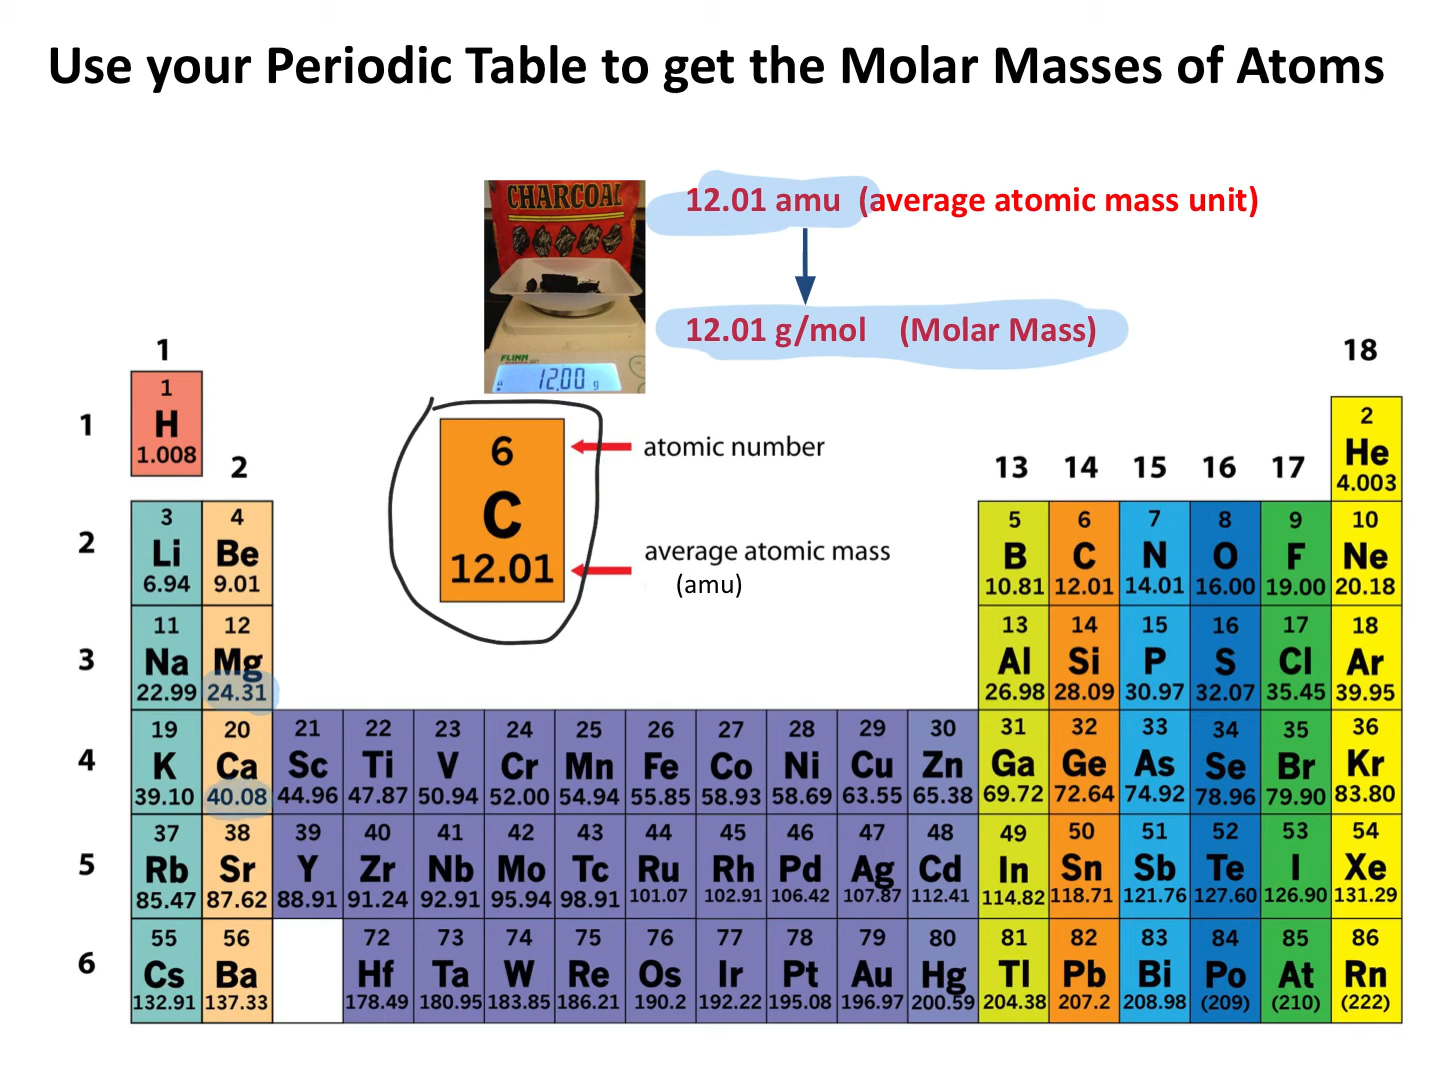 Use your Periodic Table to get the Molar Masses of Atoms
CHARCOAL
12.01 amu (average atomic mass unit)
12.01 g/mol (Molar Mass)
FLINN
12.00 g
1
18
1
1
H
1.008
2
6
C
12.01
atomic number
average atomic mass
(amu)
13 14 15 16 17
2
He
4.003
2
3 4 5 6 7 8 9 10
Li Be B C N O F Ne
6.94 9.01 10.81 12.01 14.01 16.00 19.00 20.18
3
11 12 13 14 15 16 17 18
Na Mg Al Si P S Cl Ar
22.99 24.31 26.98 28.09 30.97 32.07 35.45 39.95
4
19 20 21 22 23 24 25 26 27 28 29 30 31 32 33 34 35 36
K Ca Sc Ti V Cr Mn Fe Co Ni Cu Zn Ga Ge As Se Br Kr
39.10 40.08 44.96 47.87 50.94 52.00 54.94 55.85 58.93 58.69 63.55 65.38 69.72 72.64 74.92 78.96 79.90 83.80
5
37 38 39 40 41 42 43 44 45 46 47 48 49 50 51 52 53 54
Rb Sr Y Zr Nb Mo Tc Ru Rh Pd Ag Cd In Sn Sb Te I Xe
85.47 87.62 88.91 91.24 92.91 95.94 98.91 101.07 102.91 106.42 107.87 112.41 114.82 118.71 121.76 127.60 126.90 131.29
6
55 56 72 73 74 75 76 77 78 79 80 81 82 83 84 85 86
Cs Ba Hf Ta W Re Os Ir Pt Au Hg Tl Pb Bi Po At Rn
132.91 137.33 178.49 180.95 183.85 186.21 190.2 192.22 195.08 196.97 200.59 204.38 207.2 208.98 (209) (210) (222)